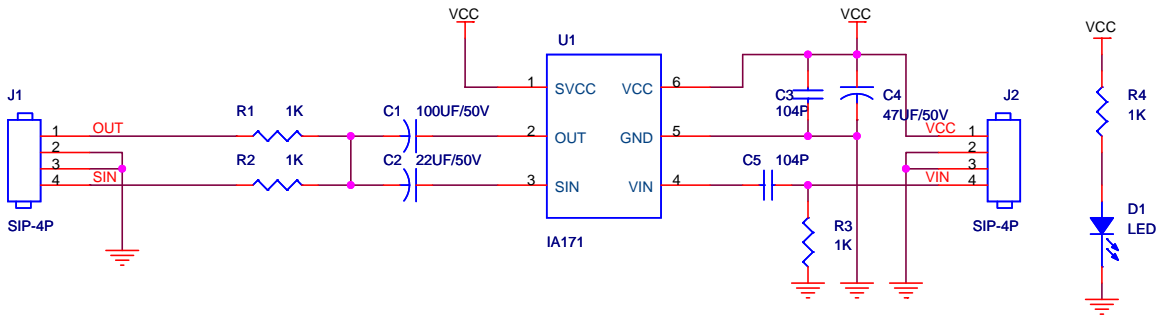 VCC
VCC
VCC
U1
J1
1
SVCC
VCC
6
C3
104P
C4
47UF/50V
J2
R4
1K
R1
1K
C1
100UF/50V
1
OUT
2
OUT
GND
5
VCC
1
2
2
3
R2
1K
C2
22UF/50V
C5
104P
3
4
SIN
3
SIN
VIN
4
VIN
4
SIP-4P
IA171
R3
1K
SIP-4P
D1
LED